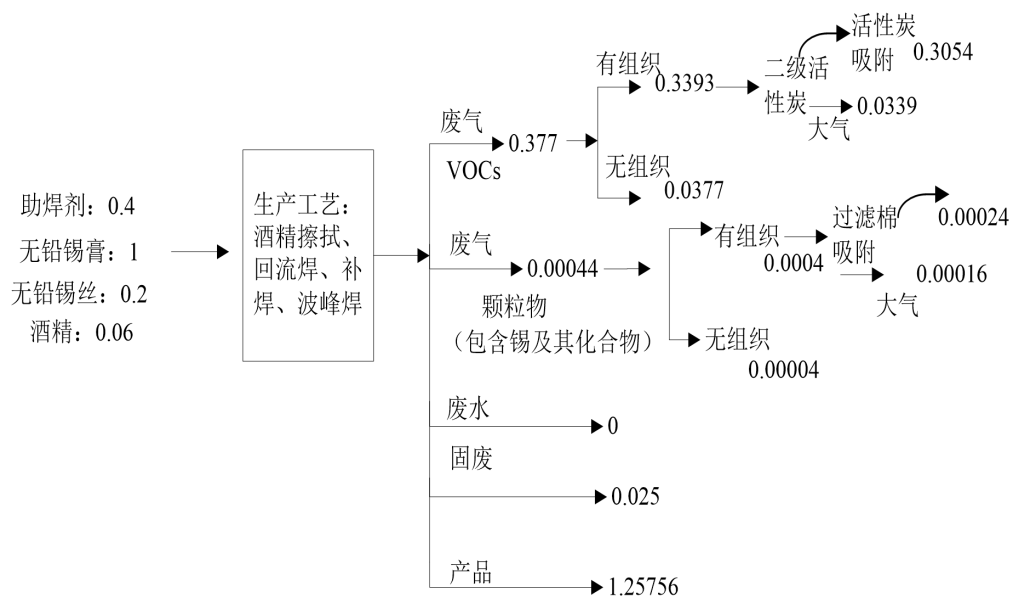 助焊剂：0.4
无铅锡膏：1
无铅锡丝：0.2
酒精：0.06
生产工艺：
酒精擦拭、
回流焊、补
焊、波峰焊
废气
VOCs
0.377
有组织
0.3393
二级活
性炭
活性炭
吸附
0.3054
0.0339
大气
无组织
0.0377
废气
0.00044
颗粒物
（包含锡及其化合物）
有组织
0.0004
过滤棉
吸附
0.00024
0.00016
大气
无组织
0.00004
废水
0
固废
0.025
产品
1.25756